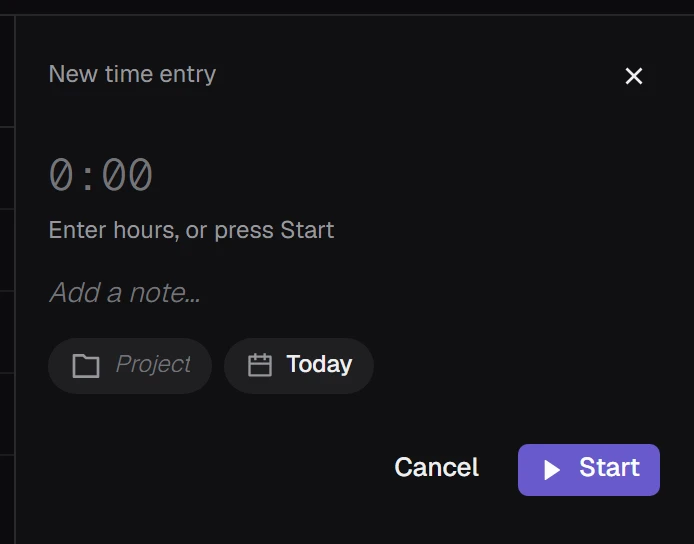 New time entry
0:00
Enter hours, or press Start
Add a note...
Project Today
Cancel Start